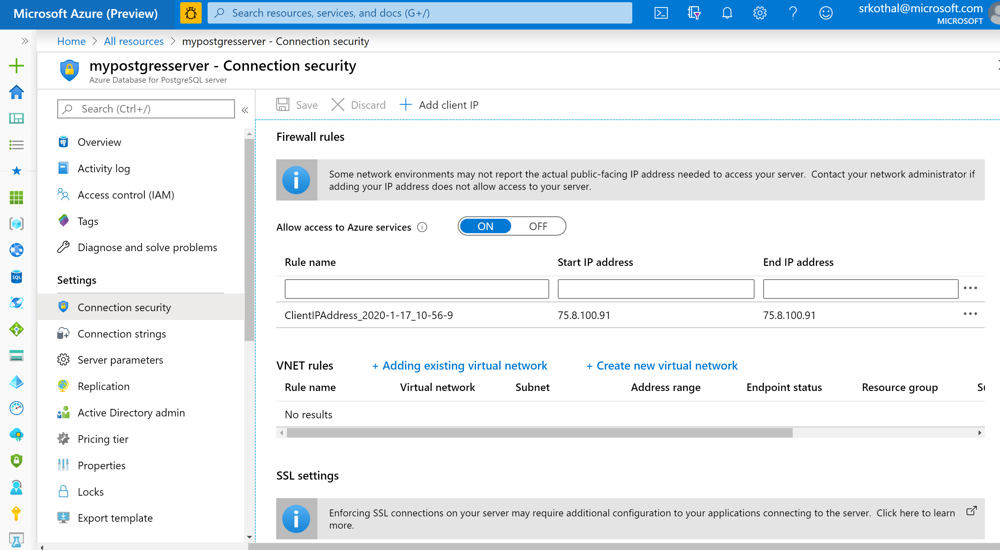 Microsoft Azure (Preview)
Search resources, services, and docs (G+/)
srkothal@microsoft.com
MICROSOFT
Home > All resources > mypostgresserver - Connection security
mypostgresserver - Connection security
Azure Database for PostgreSQL server
Search (Ctrl+/)
Overview
Activity log
Access control (IAM)
Tags
Diagnose and solve problems
Settings
Connection security
Connection strings
Server parameters
Replication
Active Directory admin
Pricing tier
Properties
Locks
Export template
SQL
Save Discard Add client IP
Firewall rules
Some network environments may not report the actual public-facing IP address needed to access your server. Contact your network administrator if
adding your IP address does not allow access to your server.
Allow access to Azure services ON OFF
Rule name Start IP address End IP address
ClientIPAddress_2020-1-17_10-56-9 75.8.100.91 75.8.100.91
VNET rules + Adding existing virtual network + Create new virtual network
Rule name Virtual network Subnet Address range Endpoint status Resource group
No results
SSL settings
Enforcing SSL connections on your server may require additional configuration to your applications connecting to the server. Click here to learn
more.